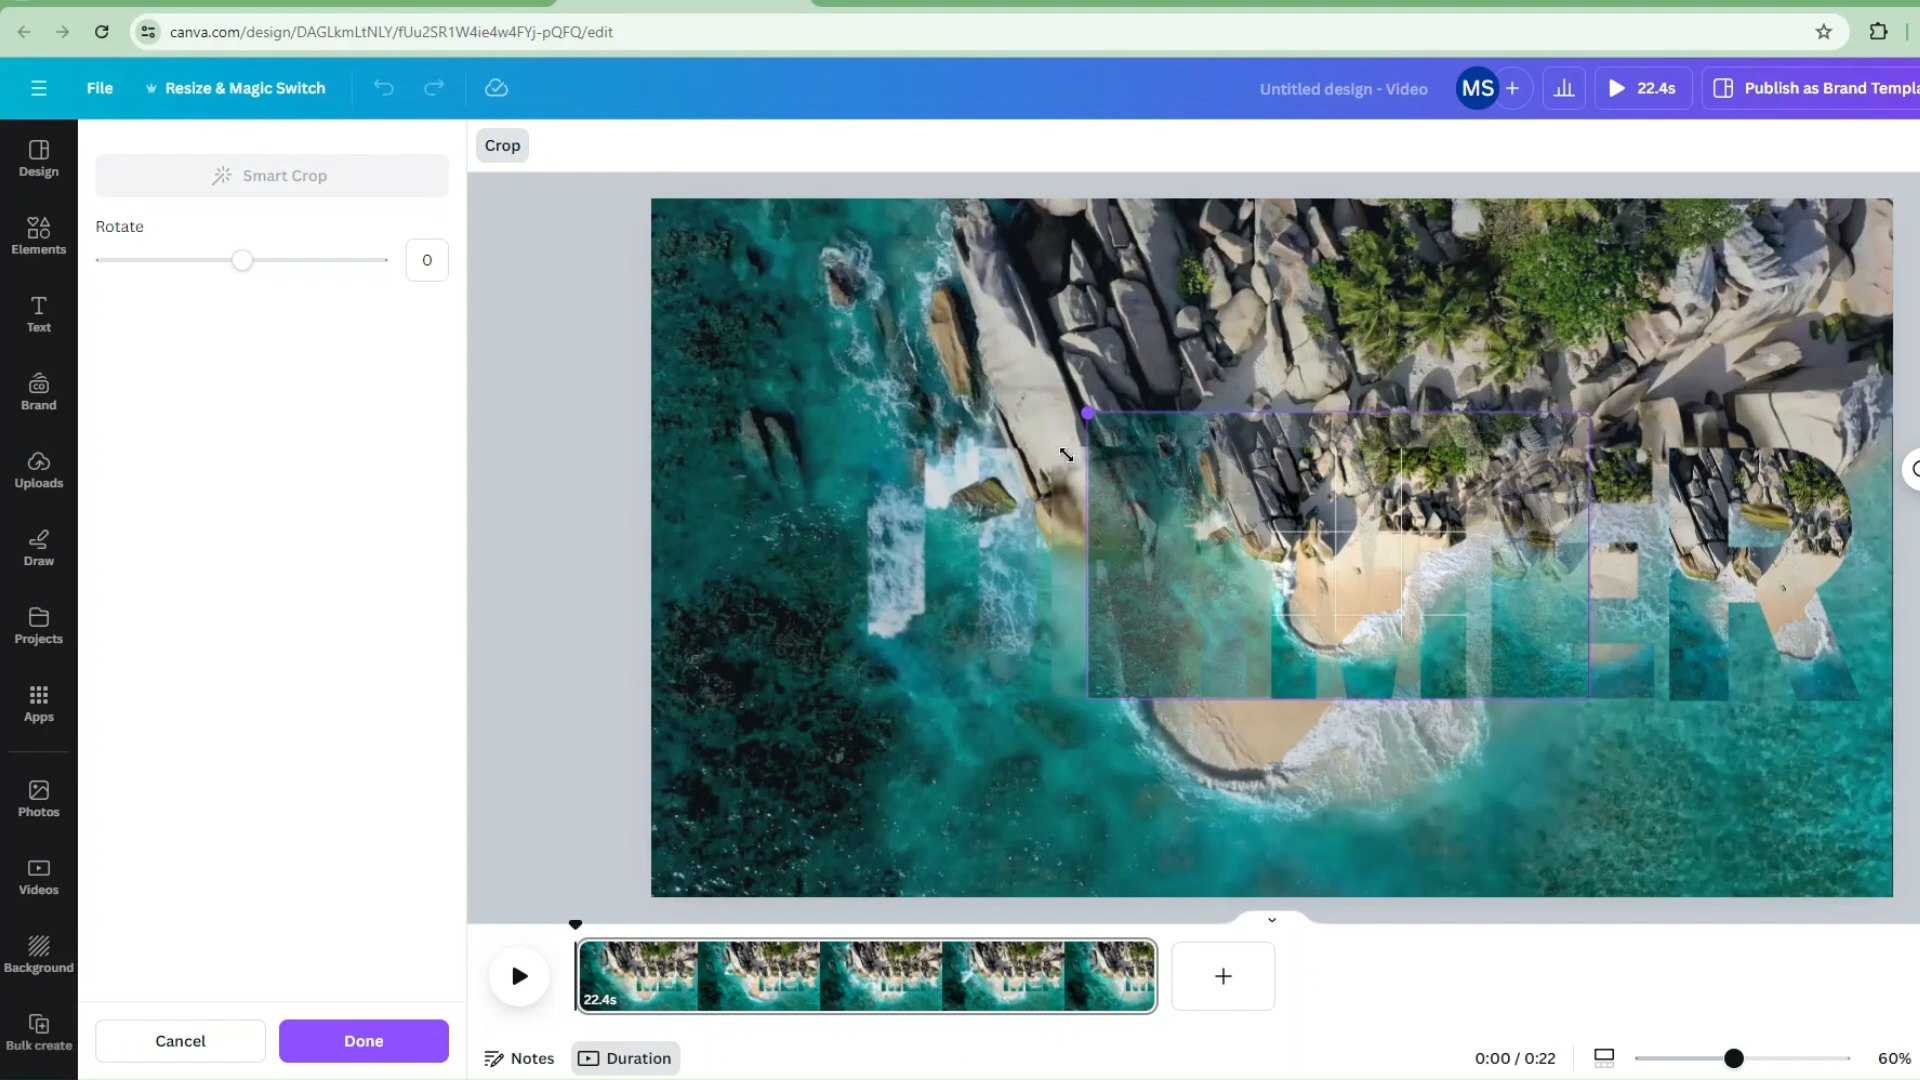 canva.com/design/DAGLkmLtNLY/fUu2SR1W4ie4w4FYj-pQFQ/edit
File
Resize & Magic Switch
Untitled design - Video
MS
22.4s
Publish as Brand Templa
Design
Elements
Text
Brand
Uploads
Draw
Projects
Apps
Photos
Videos
Background
Bulk create
Smart Crop
Rotate
0
Cancel
Done
Crop
ER
22.4s
Notes
Duration
0:00 / 0:22
60%